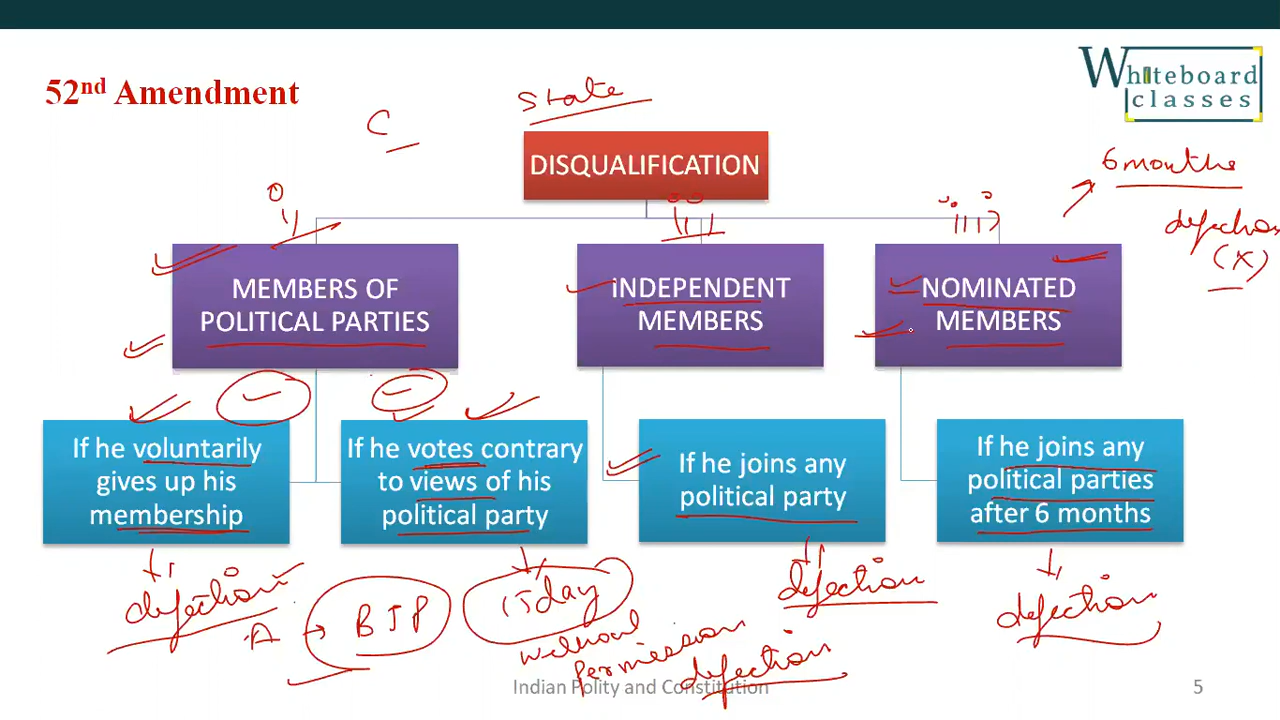 52nd Amendment
Whiteboard
classes
C
state
DISQUALIFICATION
6 months
defection
(X)
MEMBERS OF
POLITICAL PARTIES
INDEPENDENT
MEMBERS
NOMINATED
MEMBERS
If he voluntarily
gives up his
membership
If he votes contrary
to views of his
political party
If he joins any
political party
If he joins any
political parties
after 6 months
defection
A → BJP
15 day
without
permission
defection
defection
defection
Indian Polity and Constitution
5